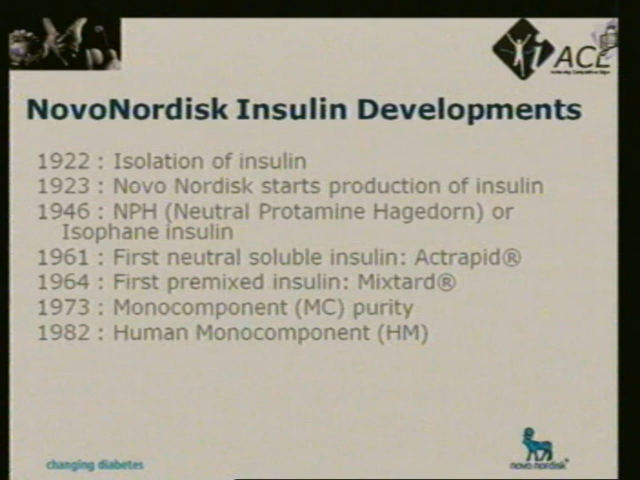 iACE
NovoNordisk Insulin Developments
1922 : Isolation of insulin
1923 : Novo Nordisk starts production of insulin
1946 : NPH (Neutral Protamine Hagedorn) or
Isophane insulin
1961 : First neutral soluble insulin: Actrapid®
1964 : First premixed insulin: Mixtard®
1973 : Monocomponent (MC) purity
1982 : Human Monocomponent (HM)
changing diabetes
novo nordisk®